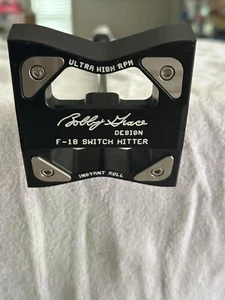 ULTRA HIGH RPM
Bobby Grace
DESIGN
F-18 SWITCH HITTER
INSTANT ROLL